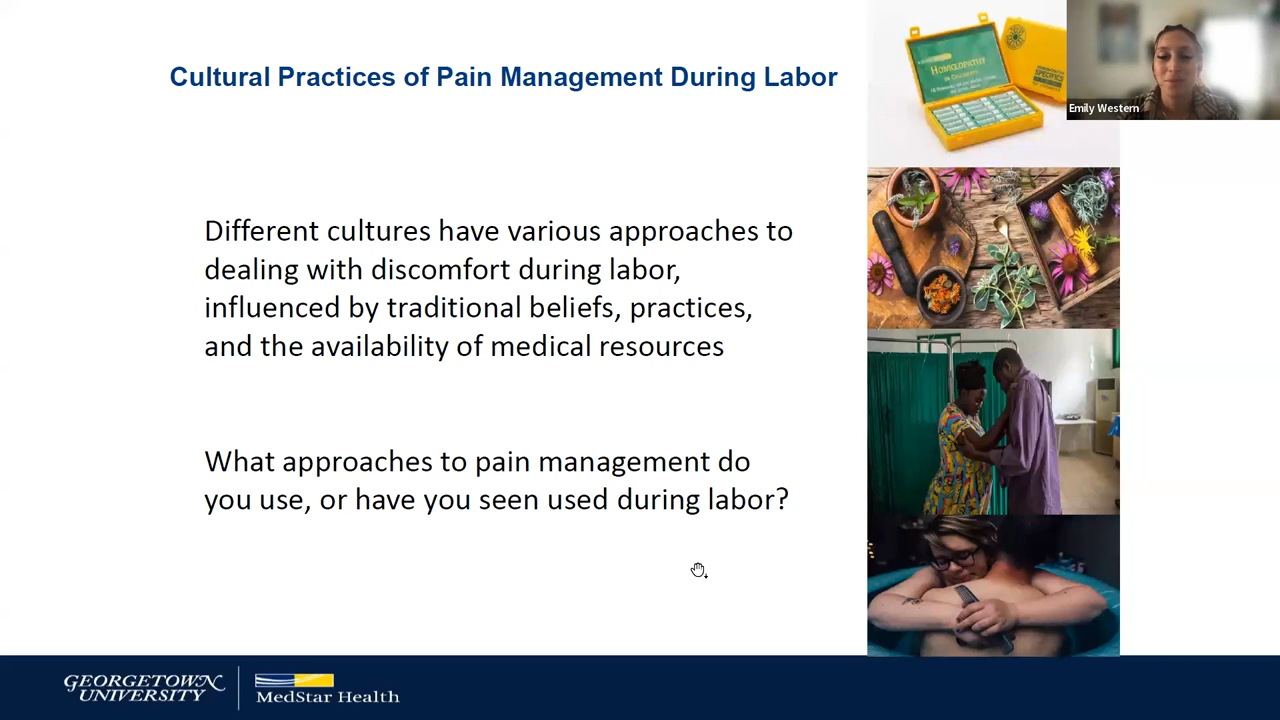 Cultural Practices of Pain Management During Labor
HOMEOPATHY
Emily Western
Different cultures have various approaches to
dealing with discomfort during labor,
influenced by traditional beliefs, practices,
and the availability of medical resources
What approaches to pain management do
you use, or have you seen used during labor?
GEORGETOWN
UNIVERSITY
MedStar Health